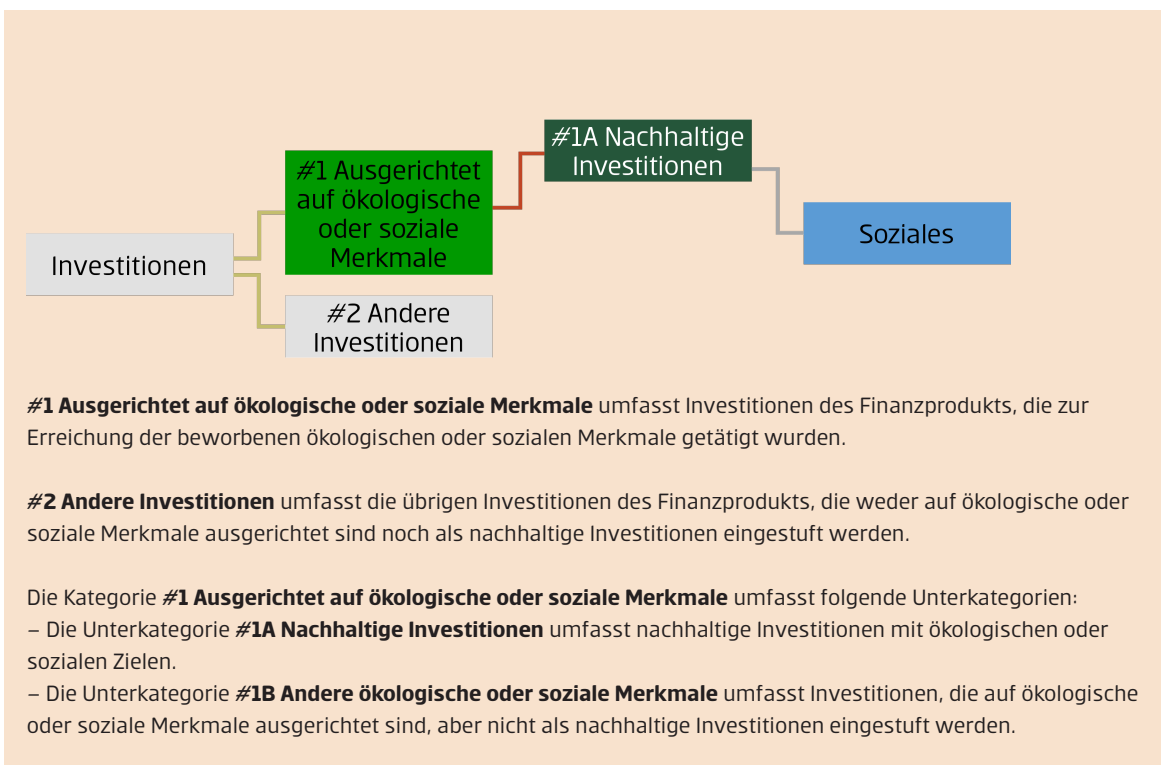 #1A Nachhaltige
Investitionen
#1 Ausgerichtet
auf ökologische
oder soziale
Merkmale
Soziales
Investitionen
#2 Andere
Investitionen
#1 Ausgerichtet auf ökologische oder soziale Merkmale umfasst Investitionen des Finanzprodukts, die zur
Erreichung der beworbenen ökologischen oder sozialen Merkmale getätigt wurden.
#2 Andere Investitionen umfasst die übrigen Investitionen des Finanzprodukts, die weder auf ökologische oder
soziale Merkmale ausgerichtet sind noch als nachhaltige Investitionen eingestuft werden.
Die Kategorie #1 Ausgerichtet auf ökologische oder soziale Merkmale umfasst folgende Unterkategorien:
– Die Unterkategorie #1A Nachhaltige Investitionen umfasst nachhaltige Investitionen mit ökologischen oder
sozialen Zielen.
– Die Unterkategorie #1B Andere ökologische oder soziale Merkmale umfasst Investitionen, die auf ökologische
oder soziale Merkmale ausgerichtet sind, aber nicht als nachhaltige Investitionen eingestuft werden.